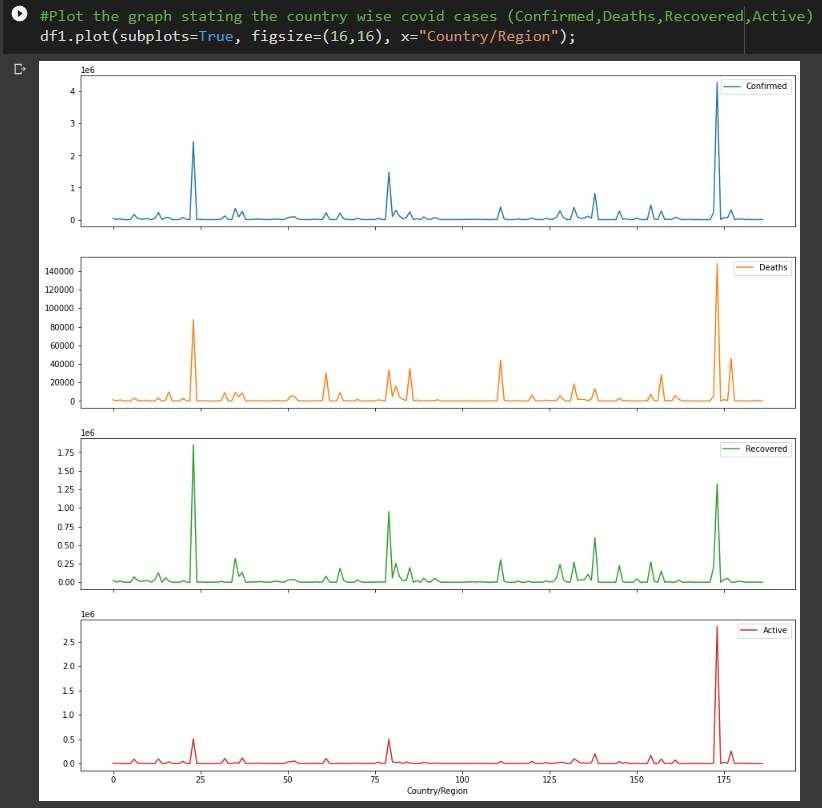 #Plot the graph stating the country wise covid cases (Confirmed,Deaths,Recovered,Active)
df1.plot(subplots=True, figsize=(16,16), x="Country/Region");
1e6
Confirmed
4
3
2
1
0
Deaths
140000
120000
100000
80000
60000
40000
20000
0
1e6
Recovered
1.75
1.50
1.25
1.00
0.75
0.50
0.25
0.00
1e6
Active
2.5
2.0
1.5
1.0
0.5
0.0
0 25 50 75 100 125 150 175
Country/Region